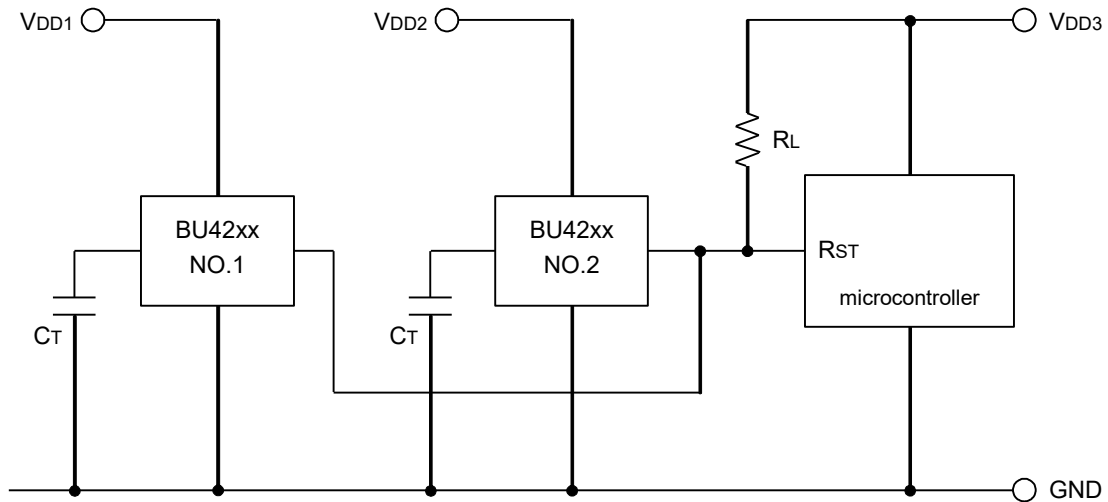 VDD1
VDD2
VDD3
RL
BU42xx
NO.1
BU42xx
NO.2
RST
microcontroller
CT
CT
GND